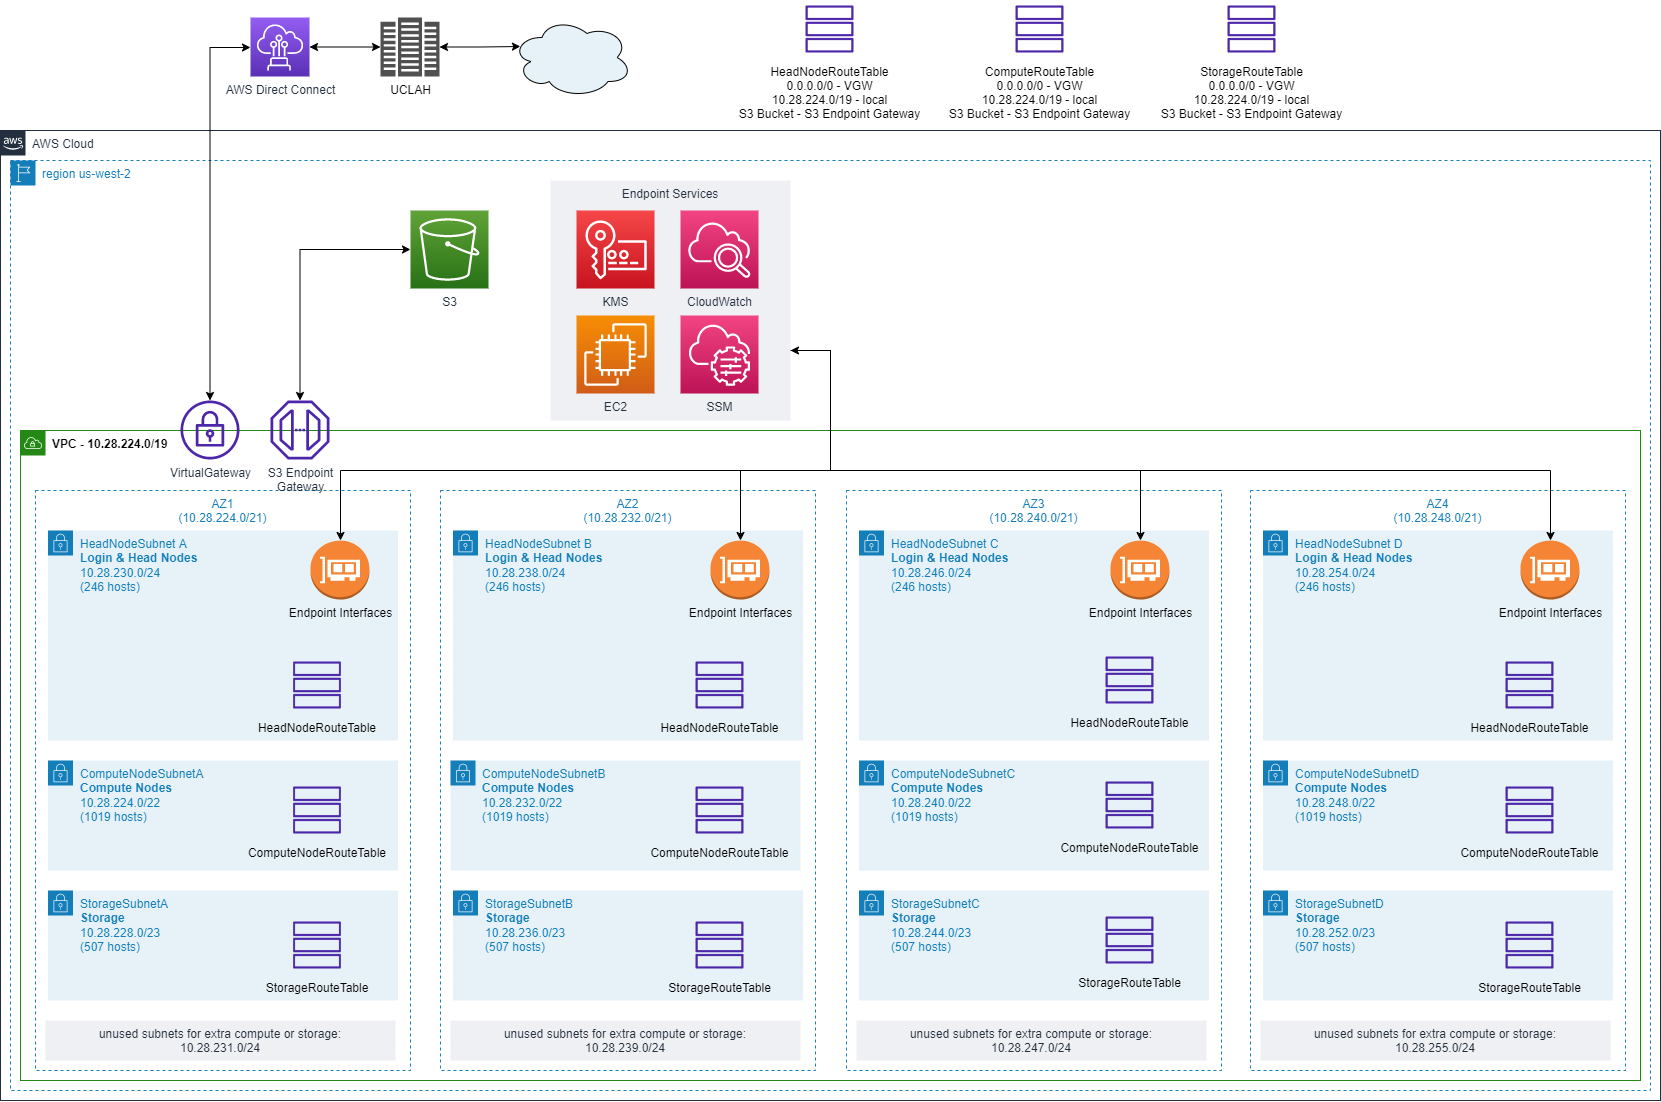 AWS Direct Connect
UCLAH
HeadNodeRouteTable
0.0.0.0/0 - VGW
10.28.224.0/19 - local
S3 Bucket - S3 Endpoint Gateway
ComputeRouteTable
0.0.0.0/0 - VGW
10.28.224.0/19 - local
S3 Bucket - S3 Endpoint Gateway
StorageRouteTable
0.0.0.0/0 - VGW
10.28.224.0/19 - local
S3 Bucket - S3 Endpoint Gateway
aws
AWS Cloud
region us-west-2
S3
Endpoint Services
KMS
CloudWatch
EC2
SSM
VPC - 10.28.224.0/19
VirtualGateway
S3 Endpoint
Gateway
AZ1
(10.28.224.0/21)
HeadNodeSubnet A
Login & Head Nodes
10.28.230.0/24
(246 hosts)
Endpoint Interfaces
HeadNodeRouteTable
ComputeNodeSubnetA
Compute Nodes
10.28.224.0/22
(1019 hosts)
ComputeNodeRouteTable
StorageSubnetA
Storage
10.28.228.0/23
(507 hosts)
StorageRouteTable
unused subnets for extra compute or storage:
10.28.231.0/24
AZ2
(10.28.232.0/21)
HeadNodeSubnet B
Login & Head Nodes
10.28.238.0/24
(246 hosts)
Endpoint Interfaces
HeadNodeRouteTable
ComputeNodeSubnetB
Compute Nodes
10.28.232.0/22
(1019 hosts)
ComputeNodeRouteTable
StorageSubnetB
Storage
10.28.236.0/23
(507 hosts)
StorageRouteTable
unused subnets for extra compute or storage:
10.28.239.0/24
AZ3
(10.28.240.0/21)
HeadNodeSubnet C
Login & Head Nodes
10.28.246.0/24
(246 hosts)
Endpoint Interfaces
HeadNodeRouteTable
ComputeNodeSubnetC
Compute Nodes
10.28.240.0/22
(1019 hosts)
ComputeNodeRouteTable
StorageSubnetC
Storage
10.28.244.0/23
(507 hosts)
StorageRouteTable
unused subnets for extra compute or storage:
10.28.247.0/24
AZ4
(10.28.248.0/21)
HeadNodeSubnet D
Login & Head Nodes
10.28.254.0/24
(246 hosts)
Endpoint Interfaces
HeadNodeRouteTable
ComputeNodeSubnetD
Compute Nodes
10.28.248.0/22
(1019 hosts)
ComputeNodeRouteTable
StorageSubnetD
Storage
10.28.252.0/23
(507 hosts)
StorageRouteTable
unused subnets for extra compute or storage:
10.28.255.0/24